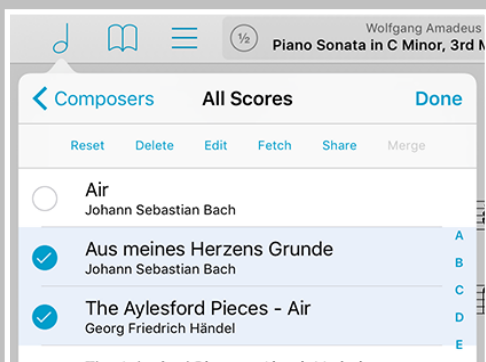 ½
Wolfgang Amadeus
Piano Sonata in C Minor, 3rd
Composers All Scores Done
Reset Delete Edit Fetch Share Merge
Air
Johann Sebastian Bach
Aus meines Herzens Grunde
Johann Sebastian Bach
The Aylesford Pieces - Air
Georg Friedrich Händel
A
B
C
D
E